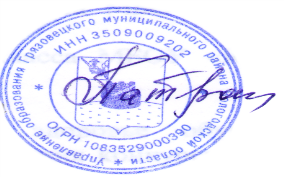 Управление образования Грязовецкого муниципального района Вологодской области *
* ИНН 3509009202
ОГРН 1083529000390 *